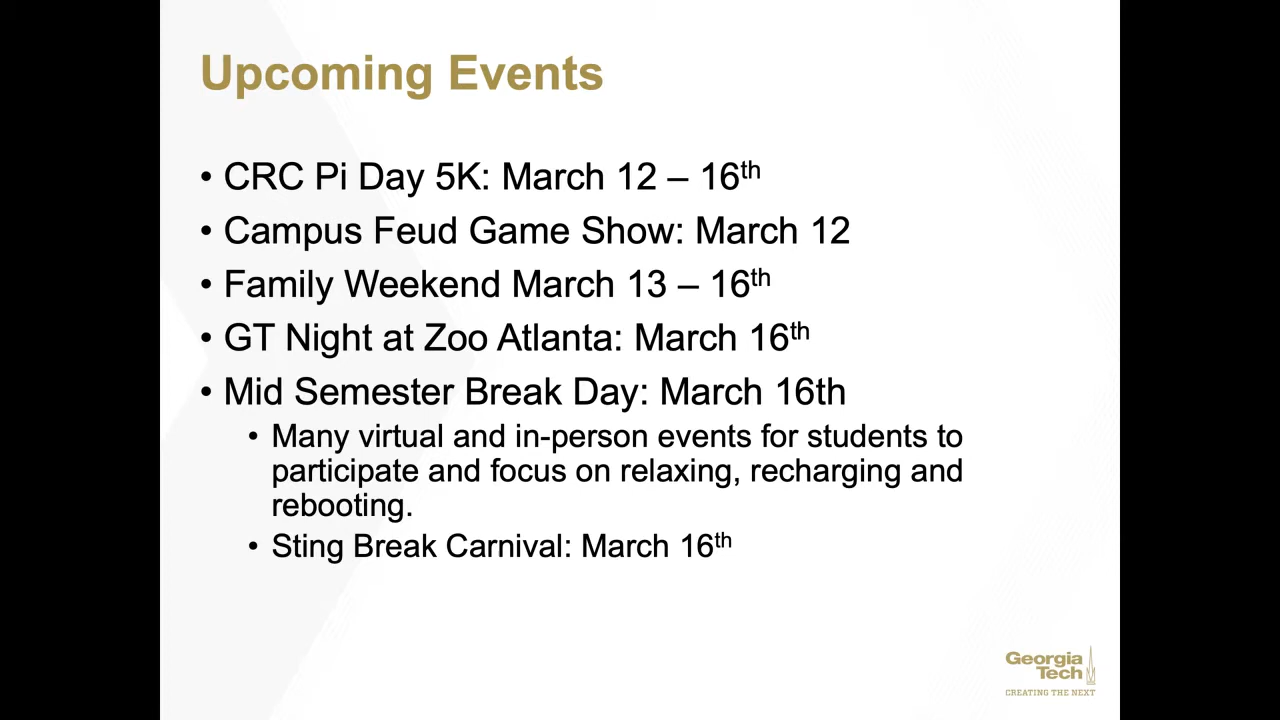 Upcoming Events
• CRC Pi Day 5K: March 12 – 16th
• Campus Feud Game Show: March 12
• Family Weekend March 13 – 16th
• GT Night at Zoo Atlanta: March 16th
• Mid Semester Break Day: March 16th
• Many virtual and in-person events for students to
participate and focus on relaxing, recharging and
rebooting.
• Sting Break Carnival: March 16th
Georgia
Tech
CREATING THE NEXT